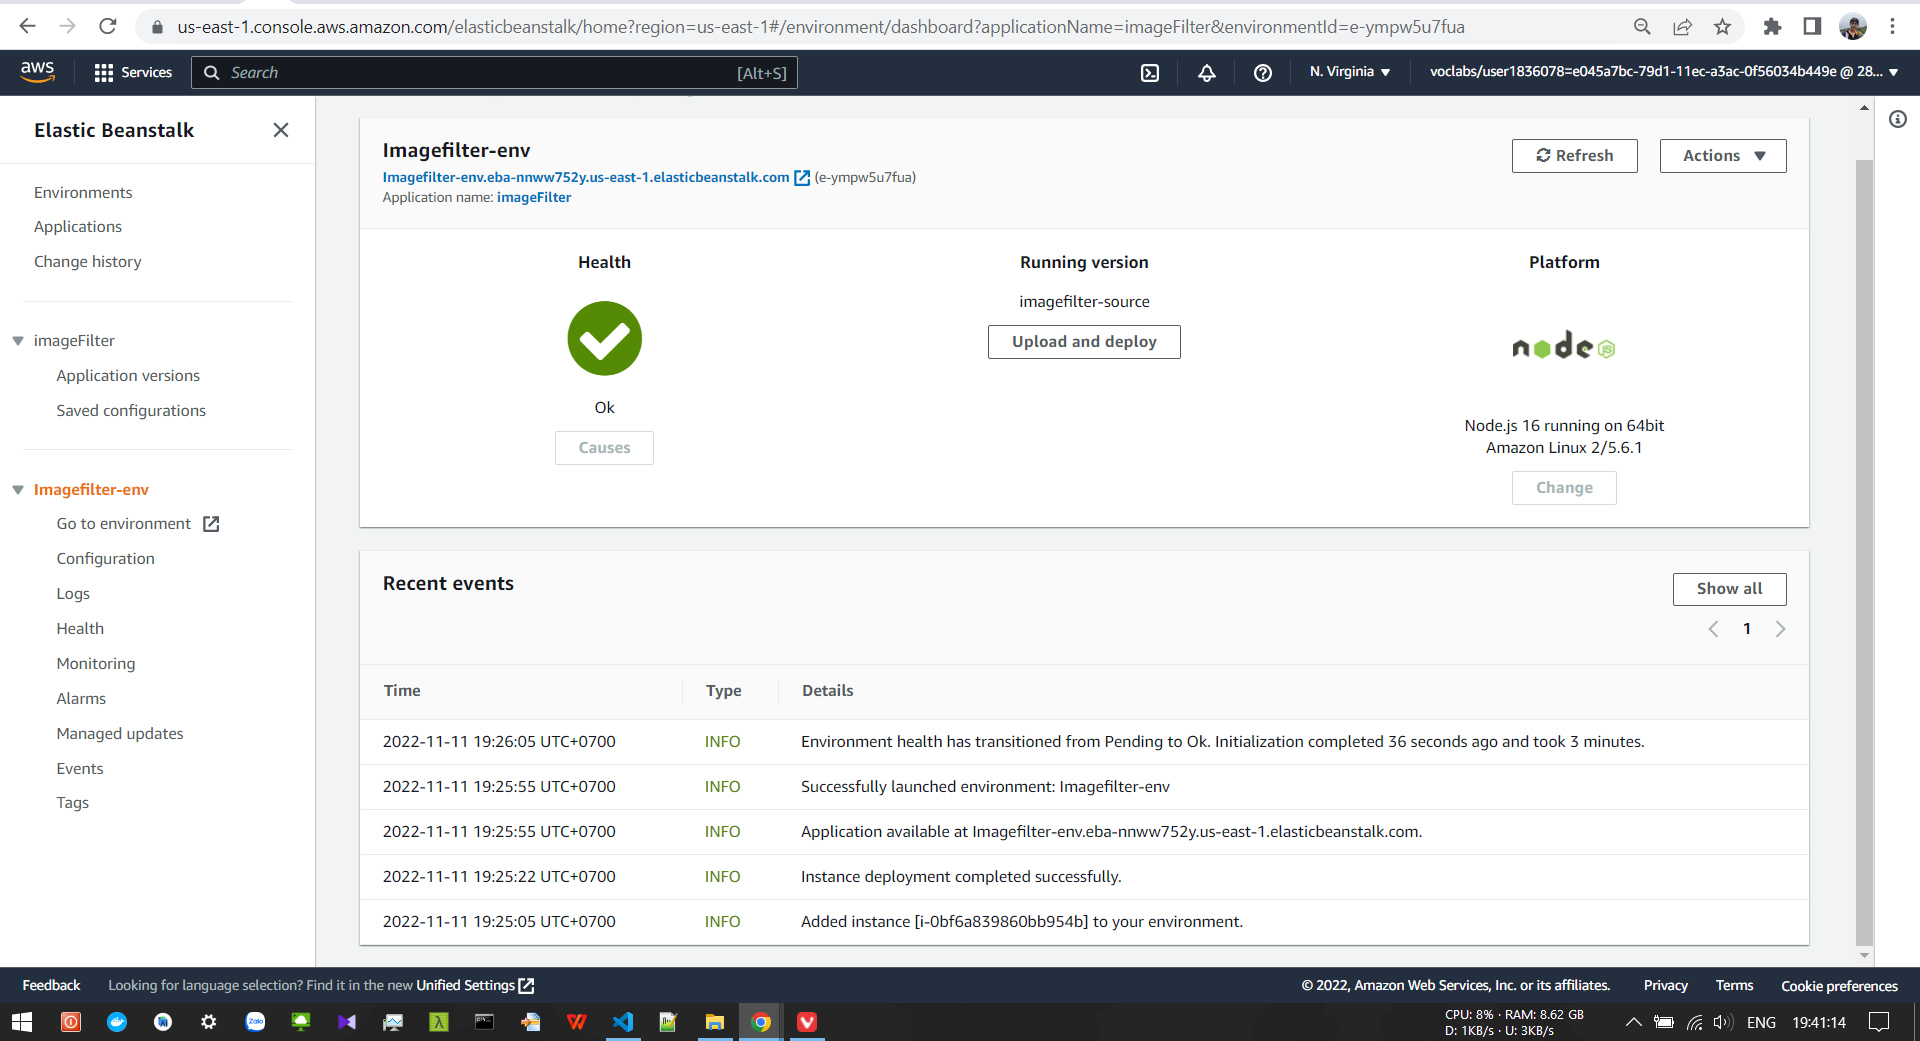 us-east-1.console.aws.amazon.com/elasticbeanstalk/home?region=us-east-1#/environment/dashboard?applicationName=imageFilter&environmentId=e-ympw5u7fua
aws
Services
Search
[Alt+S]
N. Virginia
voclabs/user1836078=e045a7bc-79d1-11ec-a3ac-0f56034b449e @ 28...
Elastic Beanstalk
Environments
Applications
Change history
imageFilter
Application versions
Saved configurations
Imagefilter-env
Go to environment
Configuration
Logs
Health
Monitoring
Alarms
Managed updates
Events
Tags
Imagefilter-env
Imagefilter-env.eba-nnww752y.us-east-1.elasticbeanstalk.com (e-ympw5u7fua)
Application name: imageFilter
Refresh
Actions
Health
Ok
Causes
Running version
imagefilter-source
Upload and deploy
Platform
node JS
Node.js 16 running on 64bit
Amazon Linux 2/5.6.1
Change
Recent events
Show all
1
Time Type Details
2022-11-11 19:26:05 UTC+0700 INFO Environment health has transitioned from Pending to Ok. Initialization completed 36 seconds ago and took 3 minutes.
2022-11-11 19:25:55 UTC+0700 INFO Successfully launched environment: Imagefilter-env
2022-11-11 19:25:55 UTC+0700 INFO Application available at Imagefilter-env.eba-nnww752y.us-east-1.elasticbeanstalk.com.
2022-11-11 19:25:22 UTC+0700 INFO Instance deployment completed successfully.
2022-11-11 19:25:05 UTC+0700 INFO Added instance [i-0bf6a839860bb954b] to your environment.
Feedback
Looking for language selection? Find it in the new Unified Settings
© 2022, Amazon Web Services, Inc. or its affiliates.
Privacy
Terms
Cookie preferences
Zalo
CPU: 8% · RAM: 8.62 GB
D: 1KB/s · U: 3KB/s
ENG
19:41:14